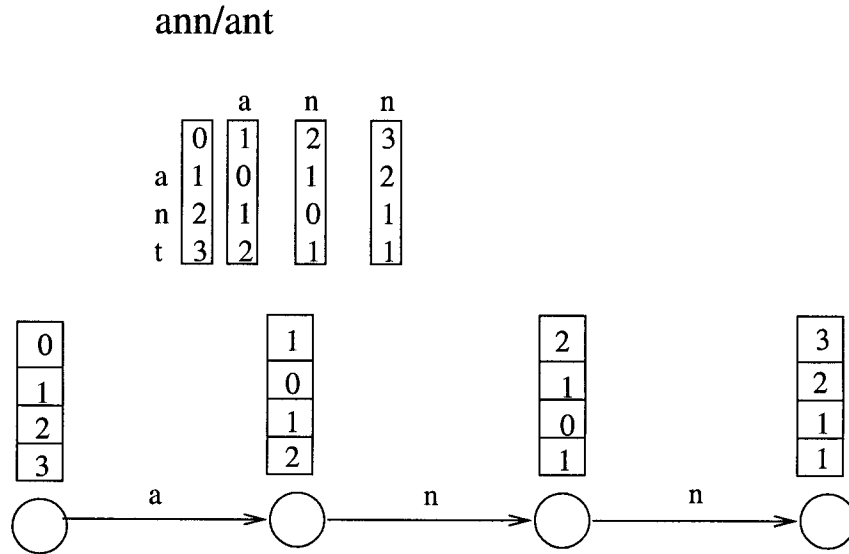 ann/ant
a n n
0 1 2 3
a 1 0 1 2
n 2 1 0 1
t 3 2 1 1
0 1 2 3
1 0 1 2
2 1 0 1
3 2 1 1
a n n